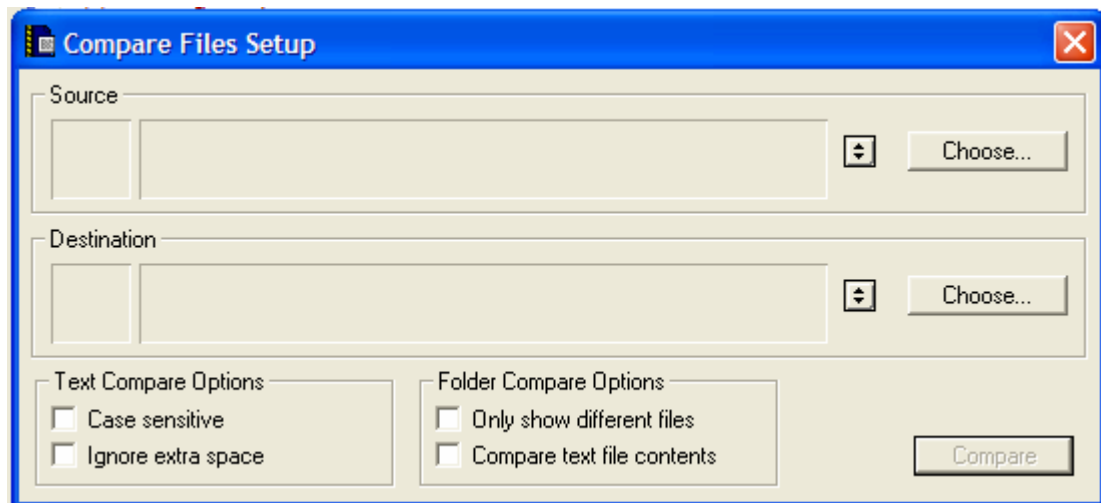 Compare Files Setup
Source
Choose...
Destination
Choose...
Text Compare Options
Case sensitive
Ignore extra space
Folder Compare Options
Only show different files
Compare text file contents
Compare